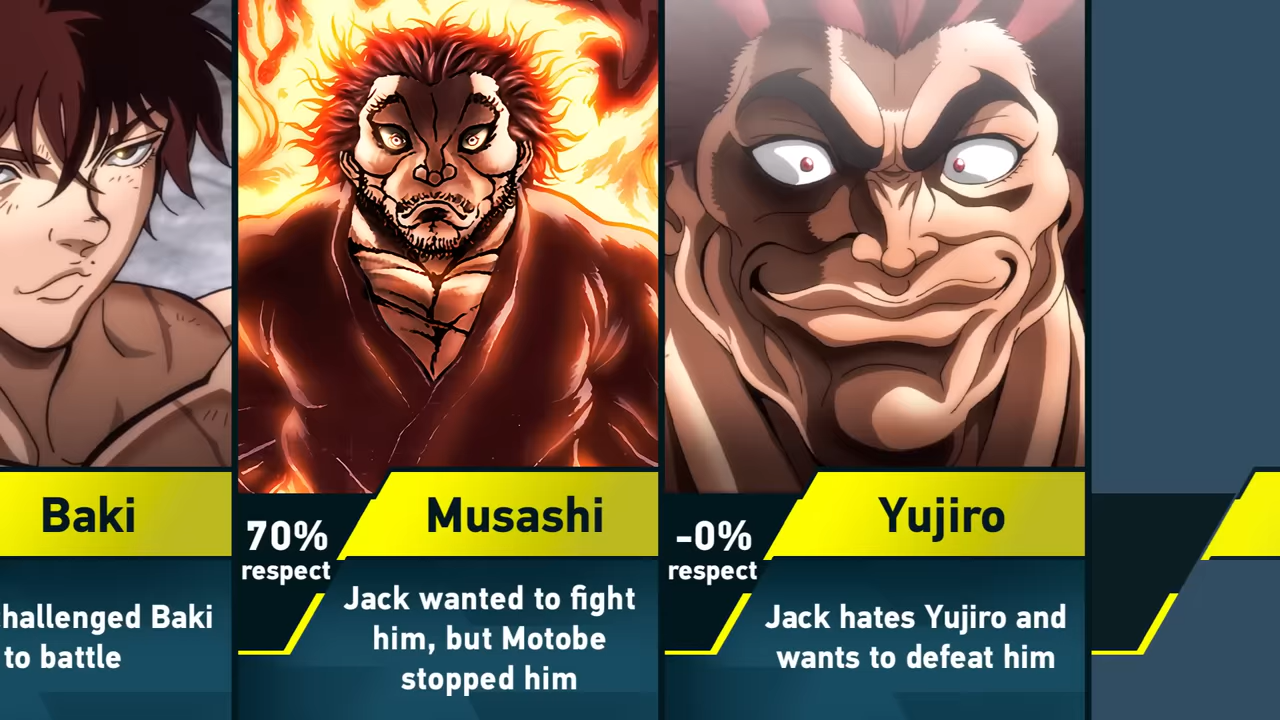 Baki
hallenged Baki
to battle
70%
respect
Musashi
Jack wanted to fight
him, but Motobe
stopped him
-0%
respect
Yujiro
Jack hates Yujiro and
wants to defeat him